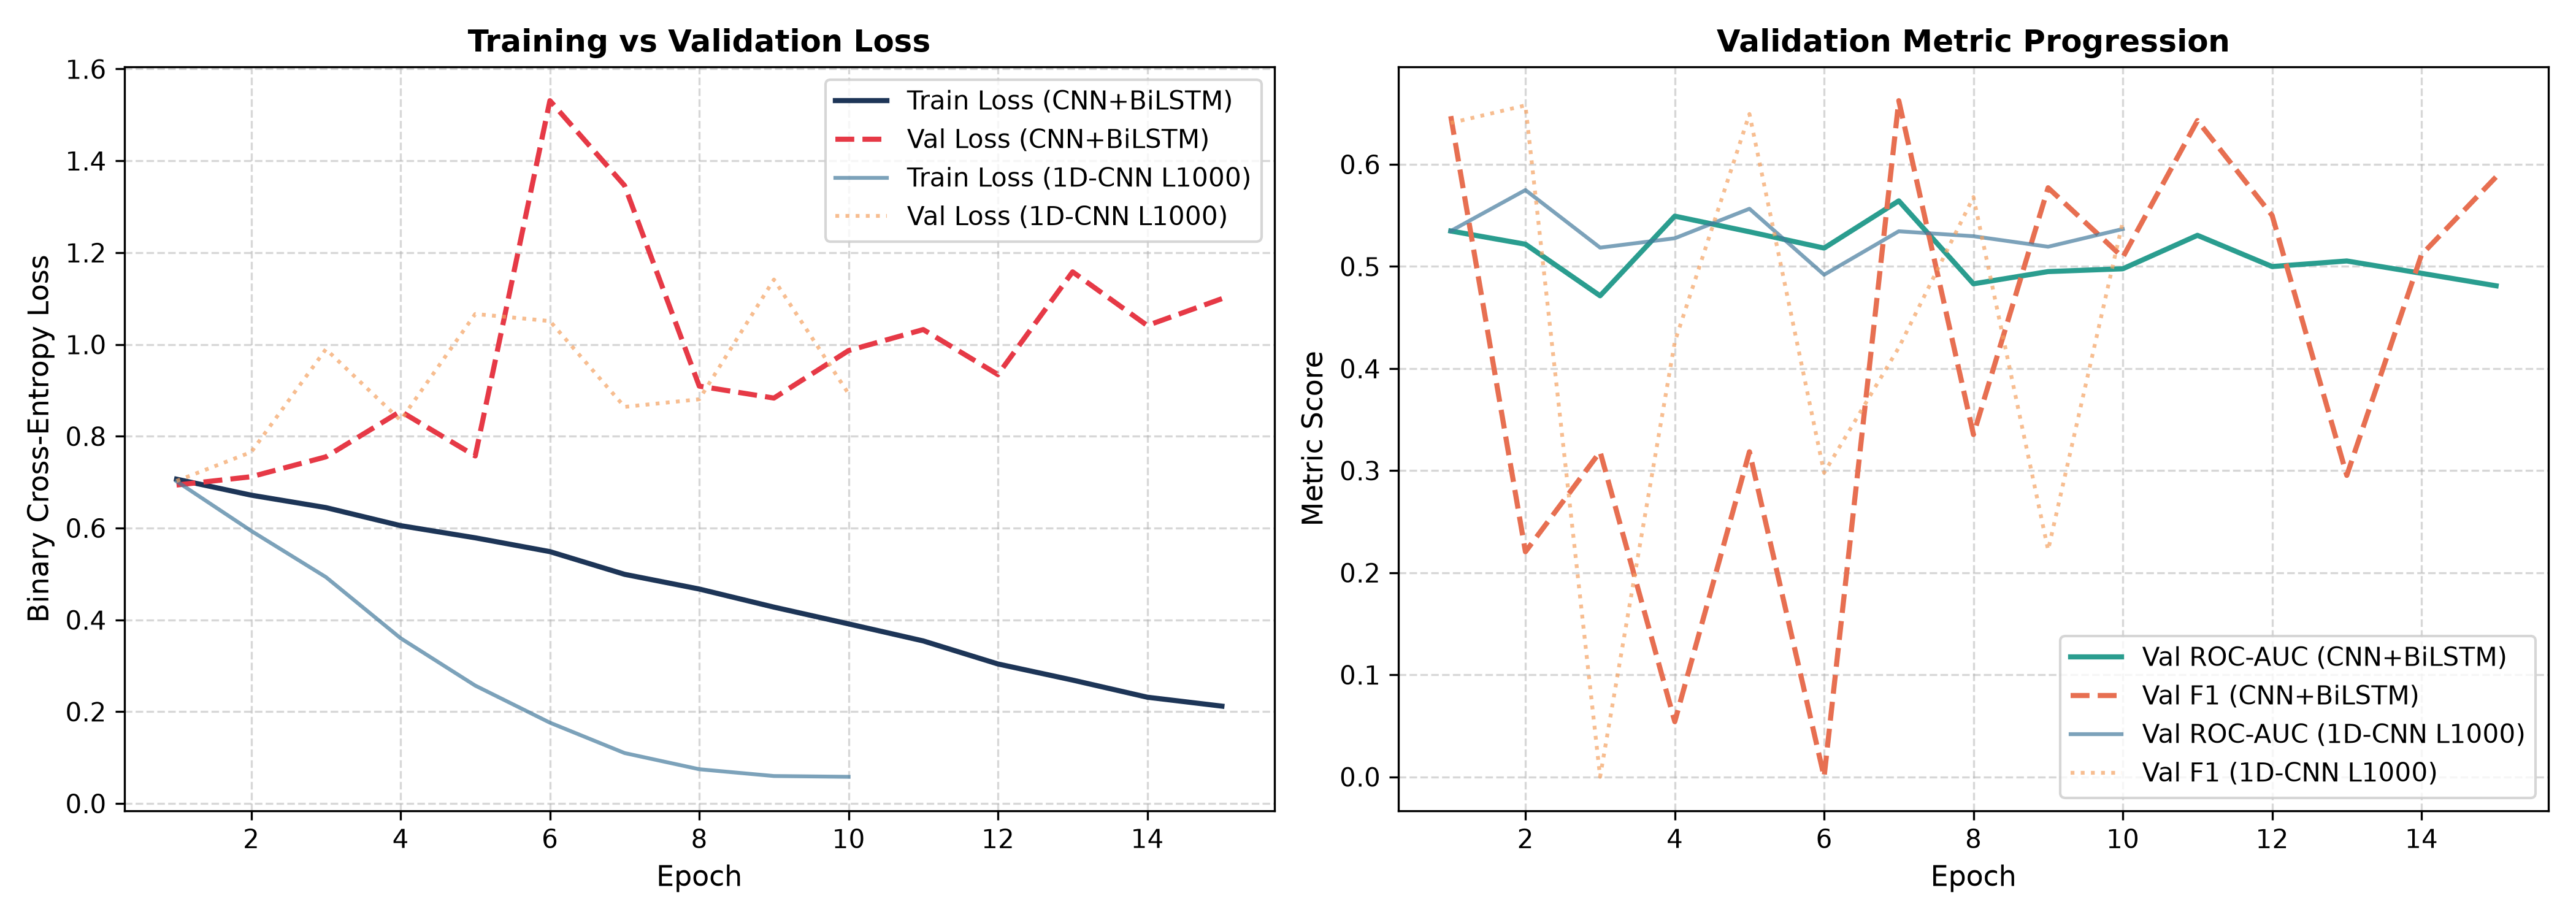 Training vs Validation Loss
1.6
1.4
1.2
1.0
0.8
0.6
0.4
0.2
0.0
Binary Cross-Entropy Loss
Train Loss (CNN+BiLSTM)
Val Loss (CNN+BiLSTM)
Train Loss (1D-CNN L1000)
Val Loss (1D-CNN L1000)
2 4 6 8 10 12 14
Epoch
Validation Metric Progression
0.6
0.5
0.4
0.3
0.2
0.1
0.0
Metric Score
Val ROC-AUC (CNN+BiLSTM)
Val F1 (CNN+BiLSTM)
Val ROC-AUC (1D-CNN L1000)
Val F1 (1D-CNN L1000)
2 4 6 8 10 12 14
Epoch